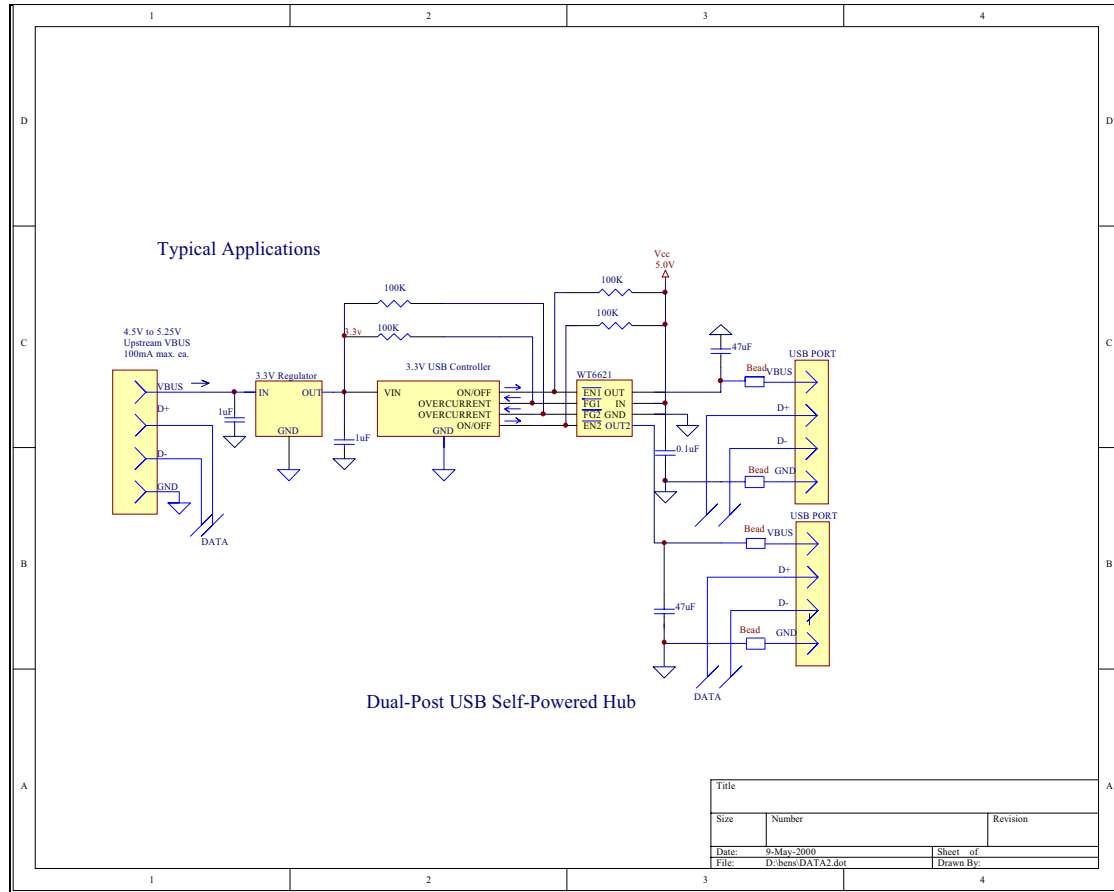 1 2 3 4
D D
Typical Applications
Vcc
5.0V
100K
100K
4.5V to 5.25V
Upstream VBUS
100mA max. ea.
3.3v
100K
100K
C C
47uF
USB PORT
3.3V Regulator
3.3V USB Controller
WT6621
Bead
VBUS
VBUS
IN OUT
VIN
ON/OFF
OVERCURRENT
OVERCURRENT
ON/OFF
GND
EN1 OUT
FG1 IN
FG2 GND
EN2 OUT2
D+
1uF
D+
GND
1uF
D-
0.1uF
D-
GND
Bead
GND
DATA
USB PORT
Bead
VBUS
B B
D+
47uF
D-
Bead
GND
DATA
Dual-Post USB Self-Powered Hub
A A
Title
Size Number Revision
Date: 9-May-2000 Sheet of
File: D:\bens\DATA2.dot Drawn By:
1 2 3 4